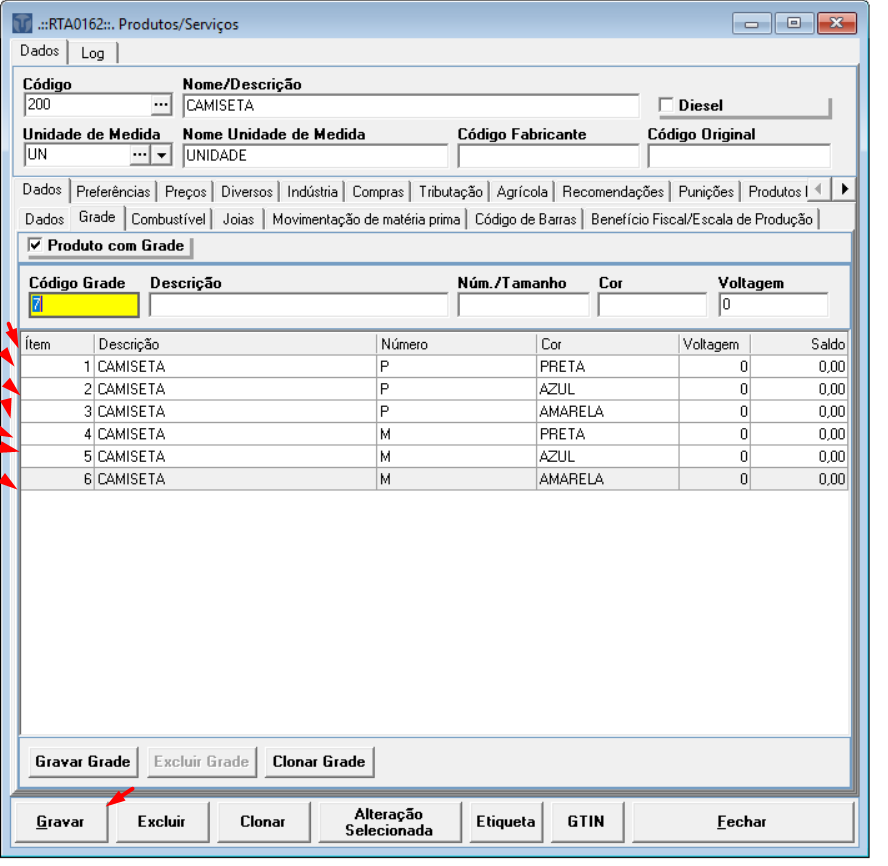 .::RTA0162::. Produtos/Serviços
Dados Log
Código Nome/Descrição
200 ... CAMISETA Diesel
Unidade de Medida Nome Unidade de Medida Código Fabricante Código Original
UN ... UNIDADE
Dados Preferências Preços Diversos Indústria Compras Tributação Agrícola Recomendações Punições Produtos
Dados Grade Combustível Joias Movimentação de matéria prima Código de Barras Benefício Fiscal/Escala de Produção
Produto com Grade
Código Grade Descrição Núm./Tamanho Cor Voltagem
7 0
Ítem Descrição Número Cor Voltagem Saldo
1 CAMISETA P PRETA 0 0,00
2 CAMISETA P AZUL 0 0,00
3 CAMISETA P AMARELA 0 0,00
4 CAMISETA M PRETA 0 0,00
5 CAMISETA M AZUL 0 0,00
6 CAMISETA M AMARELA 0 0,00
Gravar Grade Excluir Grade Clonar Grade
Gravar Excluir Clonar Alteração Selecionada Etiqueta GTIN Fechar